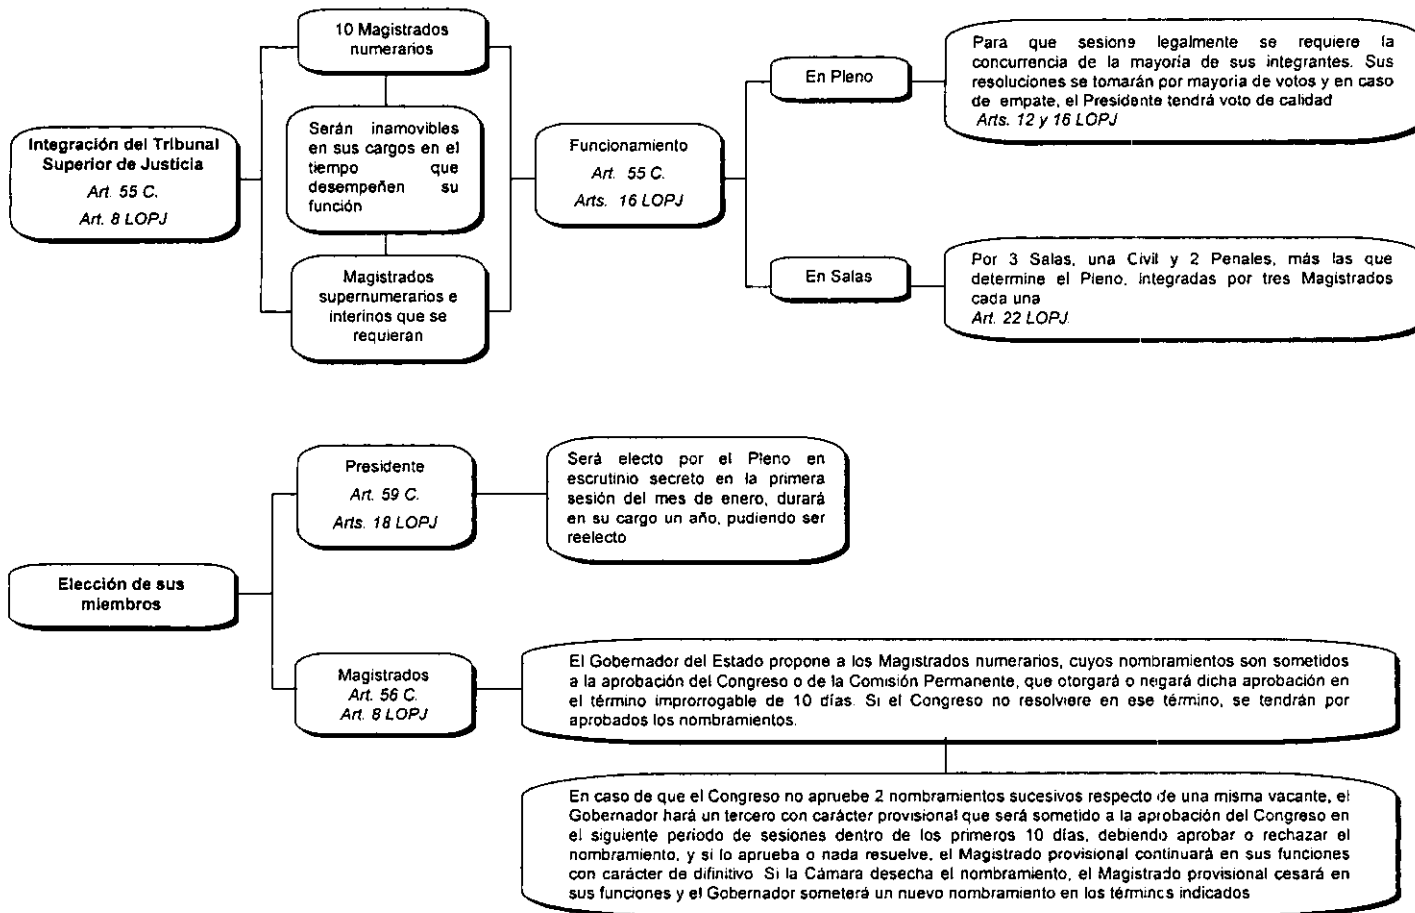 Integración del Tribunal
Superior de Justicia
Art. 55 C.
Art. 8 LOPJ
10 Magistrados
numerarios
Serán inamovibles
en sus cargos en el
tiempo que
desempeñen su
función
Magistrados
supernumerarios e
interinos que se
requieran
Funcionamiento
Art. 55 C.
Arts. 16 LOPJ
En Pleno
Para que sesione legalmente se requiere la
concurrencia de la mayoría de sus integrantes. Sus
resoluciones se tomarán por mayoría de votos y en caso
de empate, el Presidente tendrá voto de calidad
Arts. 12 y 16 LOPJ
En Salas
Por 3 Salas, una Civil y 2 Penales, más las que
determine el Pleno, integradas por tres Magistrados
cada una
Art. 22 LOPJ.
Elección de sus
miembros
Presidente
Art. 59 C.
Arts. 18 LOPJ
Será electo por el Pleno en
escrutinio secreto en la primera
sesión del mes de enero, durará
en su cargo un año, pudiendo ser
reelecto
Magistrados
Art. 56 C.
Art. 8 LOPJ
El Gobernador del Estado propone a los Magistrados numerarios, cuyos nombramientos son sometidos
a la aprobación del Congreso o de la Comisión Permanente, que otorgará o negará dicha aprobación en
el término improrrogable de 10 días. Si el Congreso no resolviere en ese término, se tendrán por
aprobados los nombramientos.
En caso de que el Congreso no apruebe 2 nombramientos sucesivos respecto de una misma vacante, el
Gobernador hará un tercero con carácter provisional que será sometido a la aprobación del Congreso en
el siguiente periodo de sesiones dentro de los primeros 10 días, debiendo aprobar o rechazar el
nombramiento, y si lo aprueba o nada resuelve, el Magistrado provisional continuará en sus funciones
con carácter de difinitivo Si la Cámara desecha el nombramiento, el Magistrado provisional cesará en
sus funciones y el Gobernador someterá un nuevo nombramiento en los términos indicados